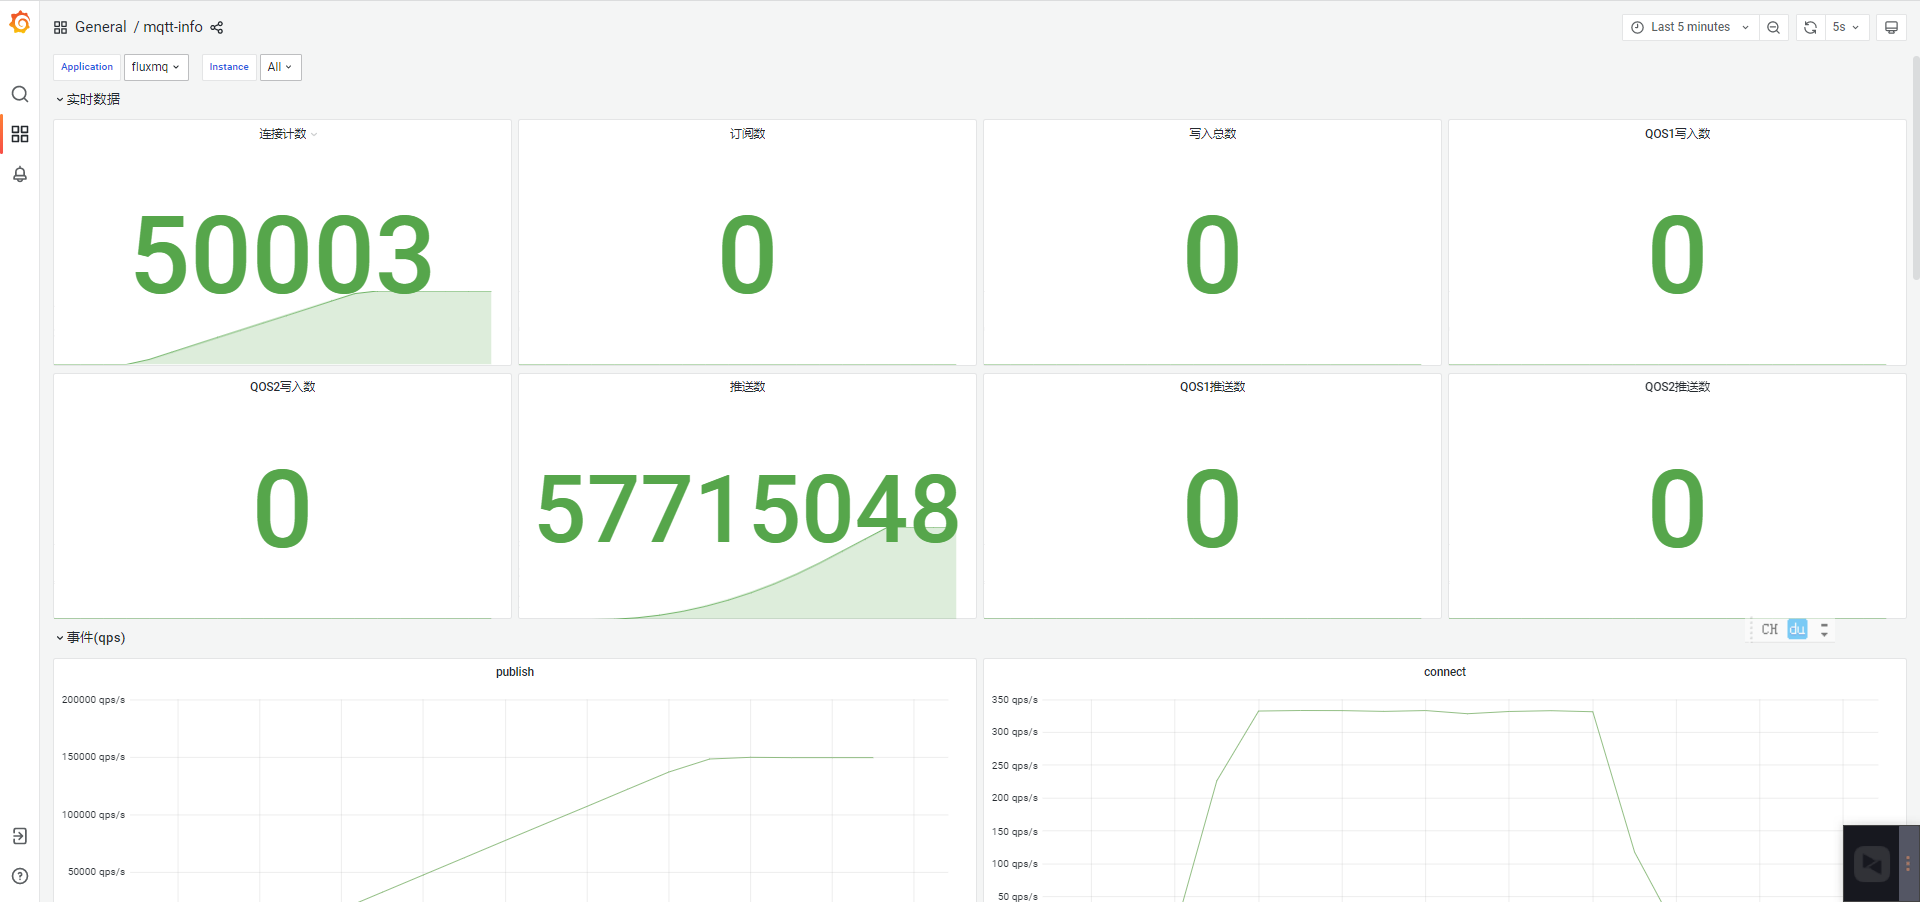 General / mqtt-info
Last 5 minutes
5s
Application
fluxmq
Instance
All
实时数据
连接计数
50003
订阅数
0
写入总数
0
QOS1写入数
0
QOS2写入数
0
推送数
57715048
QOS1推送数
0
QOS2推送数
0
CH du
事件(qps)
publish
200000 qps/s
150000 qps/s
100000 qps/s
50000 qps/s
connect
350 qps/s
300 qps/s
250 qps/s
200 qps/s
150 qps/s
100 qps/s
50 qps/s